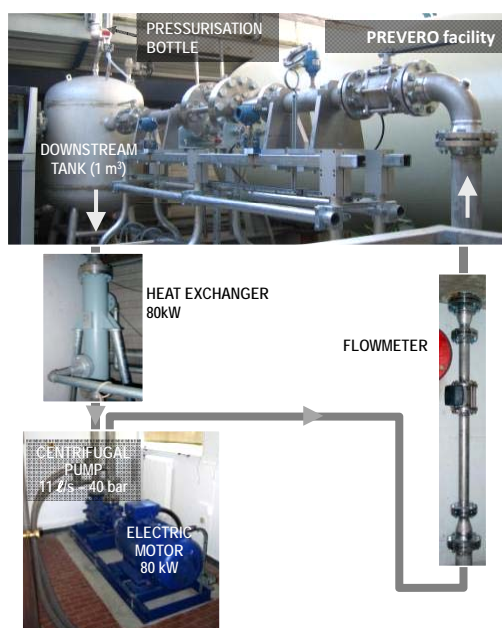 PRESSURISATION
BOTTLE
PREVERO facility
DOWNSTREAM
TANK (1 m³)
HEAT EXCHANGER
80kW
FLOWMETER
CENTRIFUGAL
PUMP
11 ℓ/s – 40 bar
ELECTRIC
MOTOR
80 kW